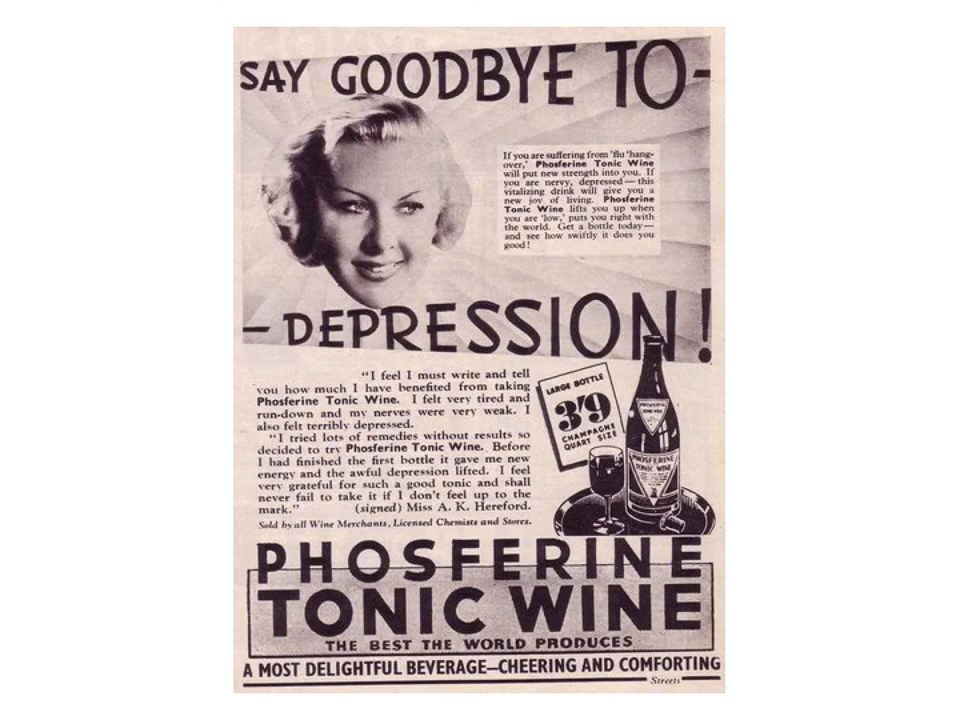 SAY GOODBYE TO-
If you are suffering from 'flu 'hang-
over,' Phosferine Tonic Wine
will put new strength into you. If
you are nervy, depressed — this
vitalizing drink will give you a
new joy of living. Phosferine
Tonic Wine lifts you up when
you are 'low,' puts you right with
the world. Get a bottle today—
and see how swiftly it does you
good!
– DEPRESSION!
"I feel I must write and tell
you how much I have benefited from taking
Phosferine Tonic Wine. I felt very tired and
run-down and my nerves were very weak. I
also felt terribly depressed.
"I tried lots of remedies without results so
decided to try Phosferine Tonic Wine. Before
I had finished the first bottle it gave me new
energy and the awful depression lifted. I feel
very grateful for such a good tonic and shall
never fail to take it if I don't feel up to the
mark." (signed) Miss A. K. Hereford.
Sold by all Wine Merchants, Licensed Chemists and Stores.
LARGE BOTTLE
3'9
CHAMPAGNE
QUART SIZE
PHOSFERINE
TONIC WINE
PHOSFERINE
TONIC WINE
PHOSFERINE
TONIC WINE
THE BEST THE WORLD PRODUCES
A MOST DELIGHTFUL BEVERAGE—CHEERING AND COMFORTING
Streets